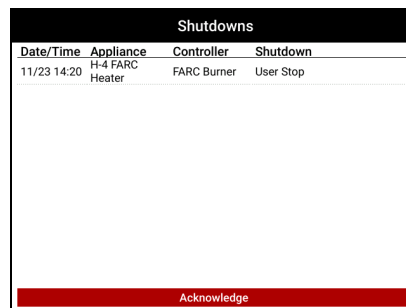 Shutdowns
Date/Time Appliance Controller Shutdown
11/23 14:20 H-4 FARC Heater FARC Burner User Stop
Acknowledge